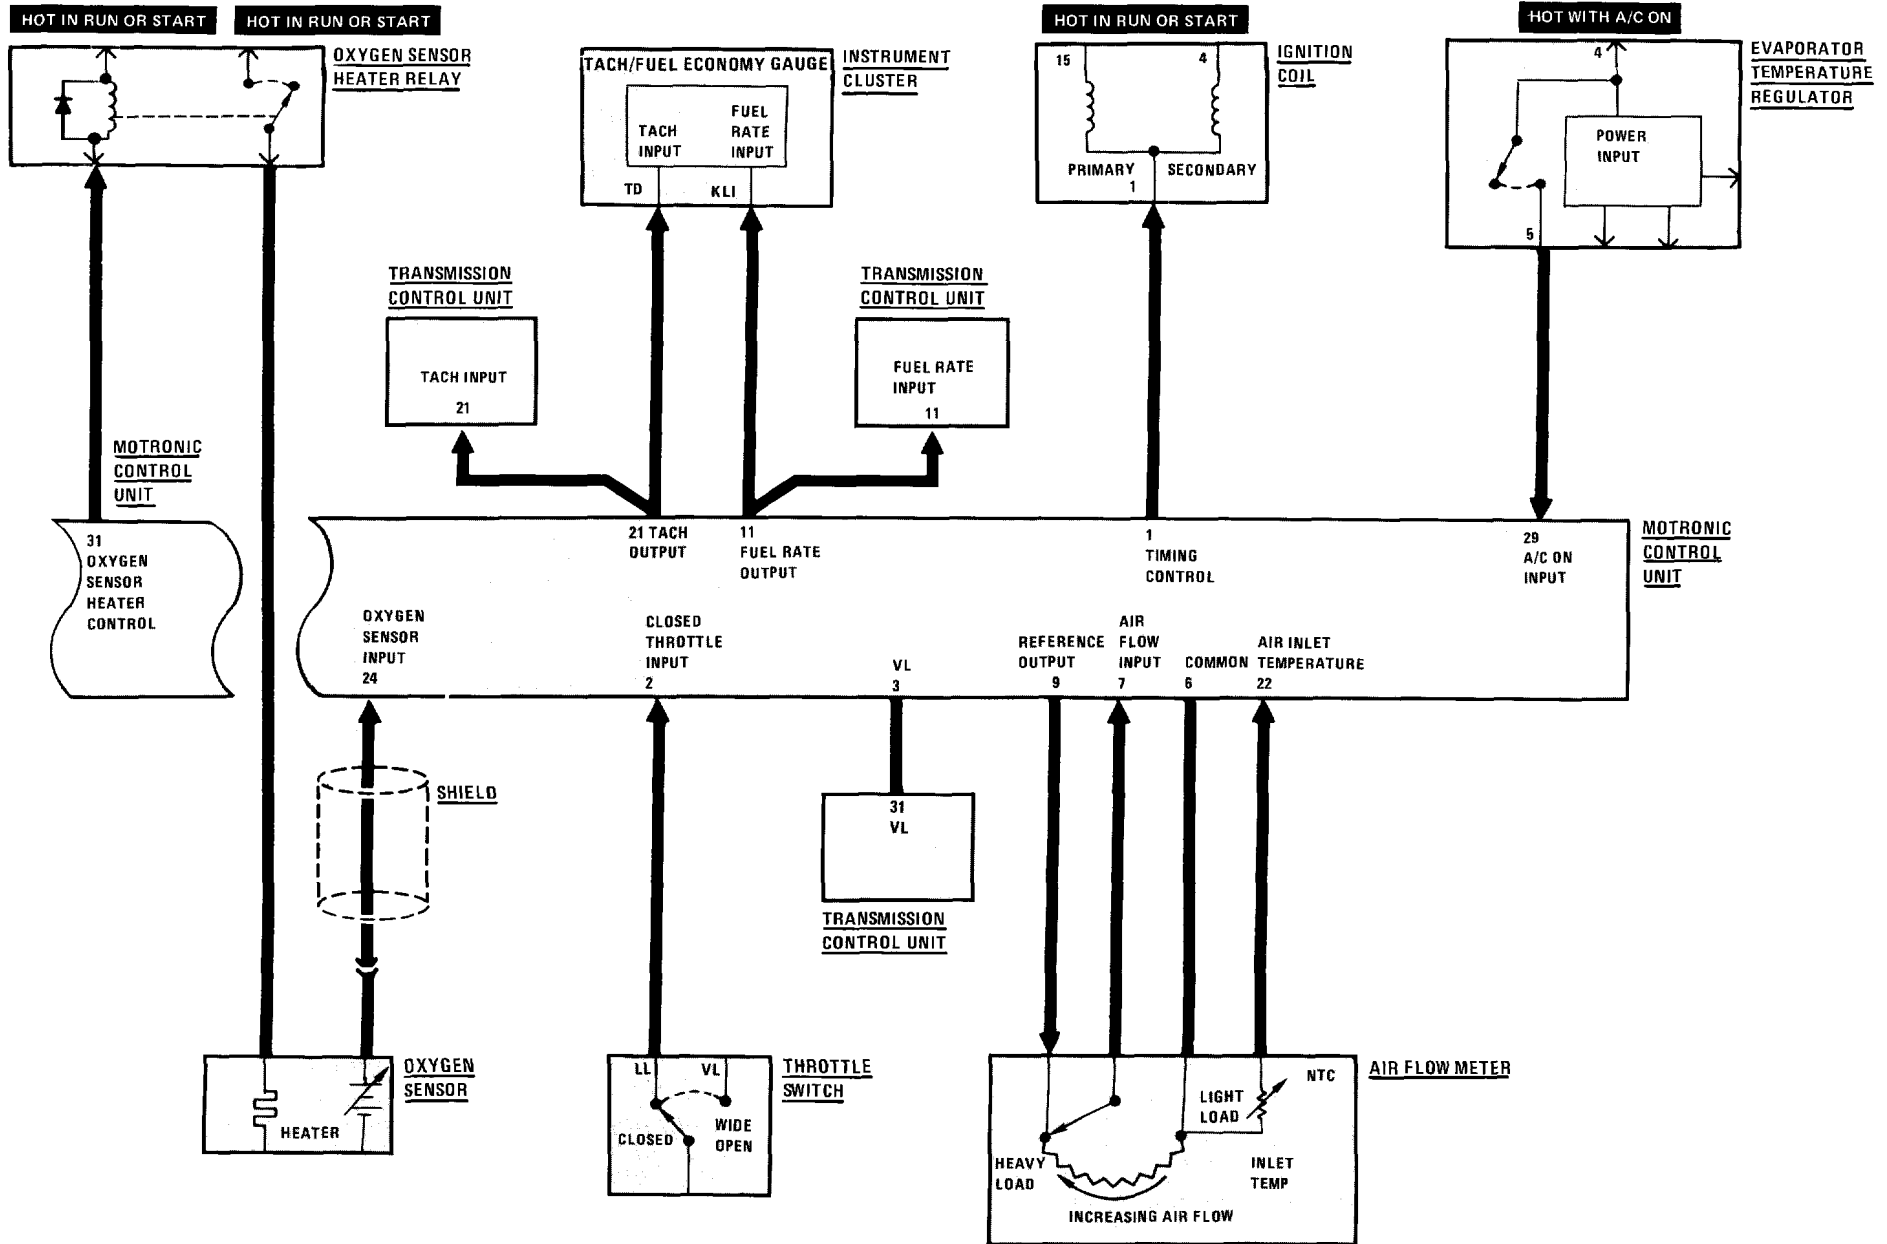 HOT IN RUN OR START
HOT IN RUN OR START
OXYGEN SENSOR
HEATER RELAY
TACH/FUEL ECONOMY GAUGE
TACH
INPUT
FUEL
RATE
INPUT
TD
KLI
INSTRUMENT
CLUSTER
HOT IN RUN OR START
15
4
PRIMARY
SECONDARY
1
IGNITION
COIL
HOT WITH A/C ON
4
POWER
INPUT
5
EVAPORATOR
TEMPERATURE
REGULATOR
TRANSMISSION
CONTROL UNIT
TACH INPUT
21
TRANSMISSION
CONTROL UNIT
FUEL RATE
INPUT
11
MOTRONIC
CONTROL
UNIT
31
OXYGEN
SENSOR
HEATER
CONTROL
21 TACH
OUTPUT
11
FUEL RATE
OUTPUT
1
TIMING
CONTROL
29
A/C ON
INPUT
MOTRONIC
CONTROL
UNIT
OXYGEN
SENSOR
INPUT
24
CLOSED
THROTTLE
INPUT
2
VL
3
REFERENCE
OUTPUT
9
AIR
FLOW
INPUT
7
COMMON
6
AIR INLET
TEMPERATURE
22
SHIELD
31
VL
TRANSMISSION
CONTROL UNIT
HEATER
OXYGEN
SENSOR
LL
VL
CLOSED
WIDE
OPEN
THROTTLE
SWITCH
NTC
LIGHT
LOAD
HEAVY
LOAD
INLET
TEMP
INCREASING AIR FLOW
AIR FLOW METER